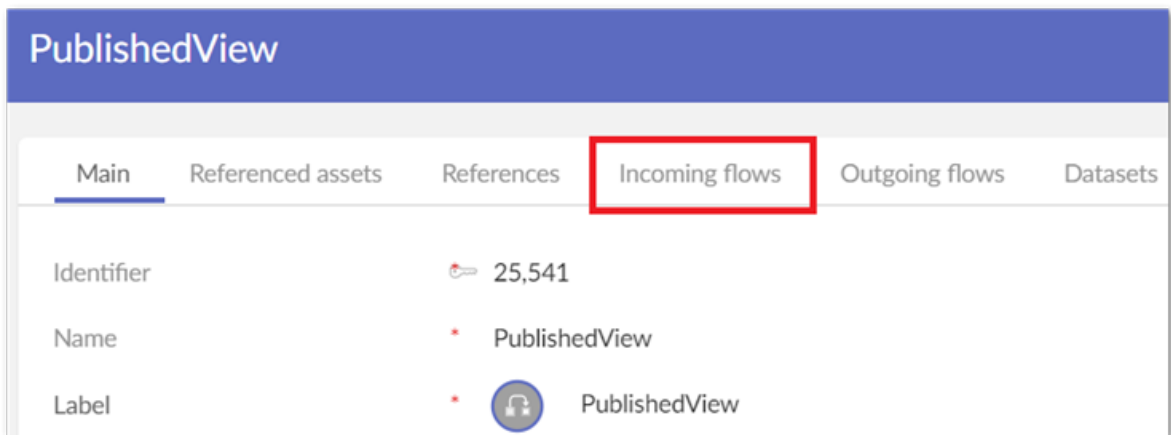 PublishedView
Main Referenced assets References Incoming flows Outgoing flows Datasets
Identifier 25,541
Name * PublishedView
Label * PublishedView